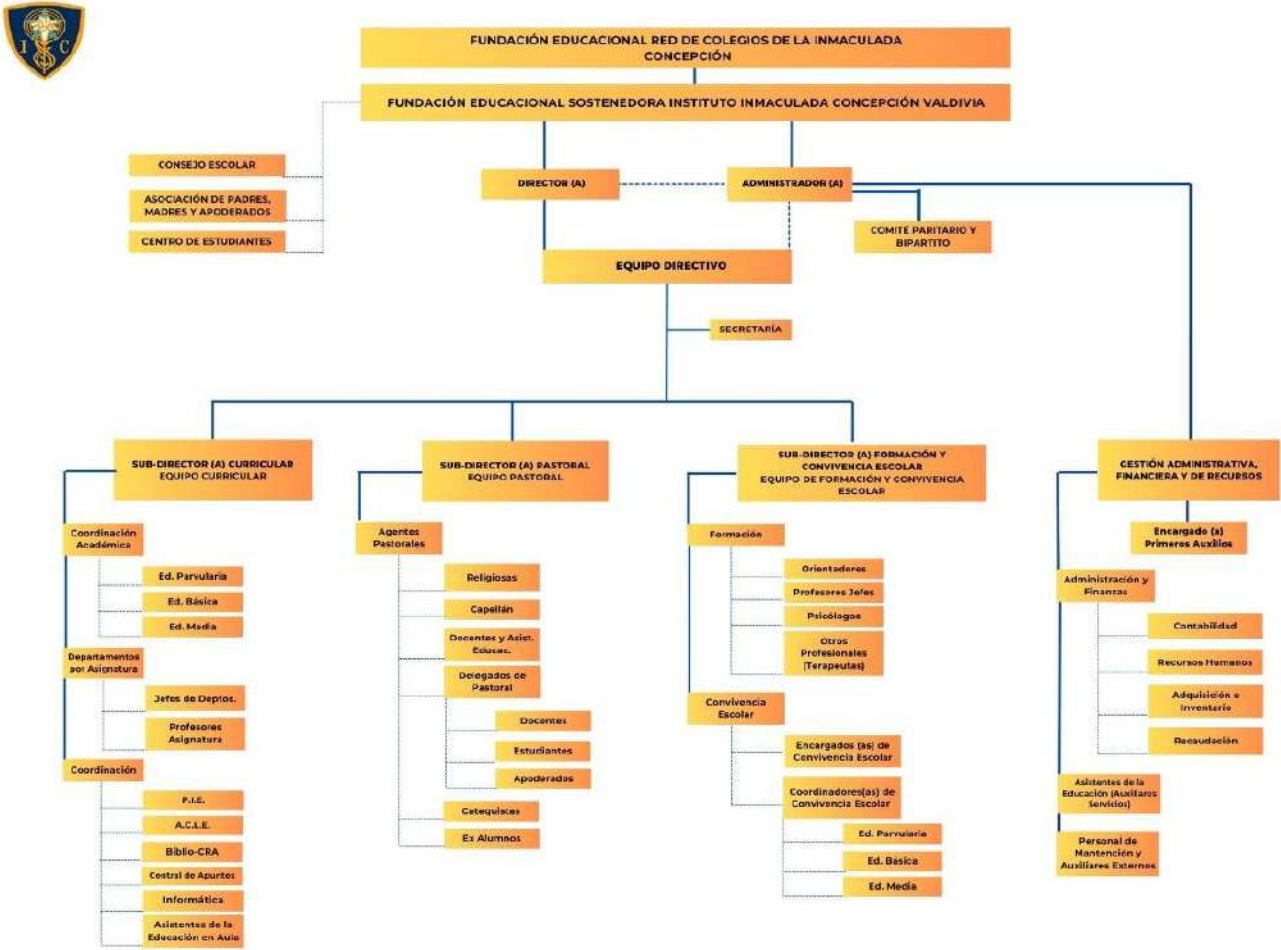 I C
FUNDACIÓN EDUCACIONAL RED DE COLEGIOS DE LA INMACULADA
CONCEPCIÓN
FUNDACIÓN EDUCACIONAL SOSTENEDORA INSTITUTO INMACULADA CONCEPCIÓN VALDIVIA
CONSEJO ESCOLAR
ASOCIACIÓN DE PADRES,
MADRES Y APODERADOS
CENTRO DE ESTUDIANTES
DIRECTOR (A)
ADMINISTRADOR (A)
COMITÉ PARITARIO Y
BIPARTITO
EQUIPO DIRECTIVO
SECRETARÍA
SUB-DIRECTOR (A) CURRICULAR
EQUIPO CURRICULAR
Coordinación
Académica
Ed. Parvularia
Ed. Básica
Ed. Media
Departamentos
por Asignatura
Jefes de Deptos.
Profesores
Asignatura
Coordinación
P.I.E.
A.C.L.E.
Biblio-CRA
Central de Apuntes
Informática
Asistentes de la
Educación en Aula
SUB-DIRECTOR (A) PASTORAL
EQUIPO PASTORAL
Agentes
Pastorales
Religiosas
Capellán
Docentes y Asist.
Educac.
Delegados de
Pastoral
Docentes
Estudiantes
Apoderados
Catequistas
Ex Alumnos
SUB-DIRECTOR (A) FORMACIÓN Y
CONVIVENCIA ESCOLAR
EQUIPO DE FORMACIÓN Y CONVIVENCIA
ESCOLAR
Formación
Orientadores
Profesores Jefes
Psicólogos
Otros
Profesionales
(Terapeutas)
Convivencia
Escolar
Encargados (as) de
Convivencia Escolar
Coordinadores(as) de
Convivencia Escolar
Ed. Parvularia
Ed. Básica
Ed. Media
GESTIÓN ADMINISTRATIVA,
FINANCIERA Y DE RECURSOS
Encargado (a)
Primeros Auxilios
Administración y
Finanzas
Contabilidad
Recursos Humanos
Adquisición e
Inventario
Recaudación
Asistentes de la
Educación (Auxiliares
Servicios)
Personal de
Mantención y
Auxiliares Externos